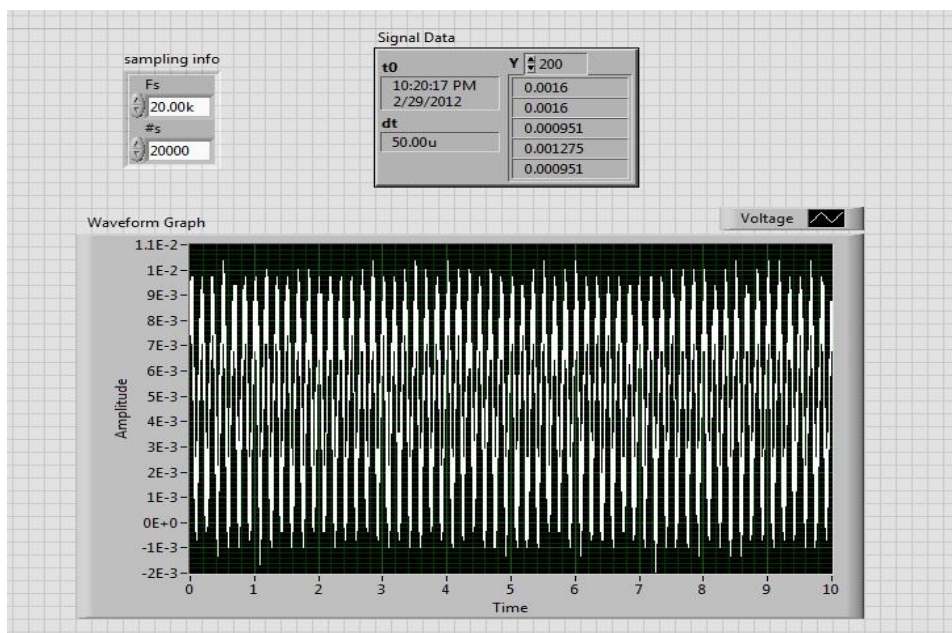 Signal Data
sampling info
Fs
20.00k
#s
20000
t0
10:20:17 PM
2/29/2012
dt
50.00u
Y 200
0.0016
0.0016
0.000951
0.001275
0.000951
Voltage
Waveform Graph
1.1E-2
1E-2
9E-3
8E-3
7E-3
6E-3
5E-3
4E-3
3E-3
2E-3
1E-3
0E+0
-1E-3
-2E-3
Amplitude
0 1 2 3 4 5 6 7 8 9 10
Time